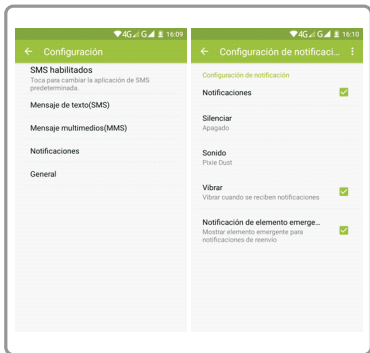 4G G 16:09
Configuración
SMS habilitados
Toca para cambiar la aplicación de SMS
predeterminada.
Mensaje de texto(SMS)
Mensaje multimedios(MMS)
Notificaciones
General
4G G 16:10
Configuración de notificaci...
Configuración de notificación
Notificaciones
Silenciar
Apagado
Sonido
Pixie Dust
Vibrar
Vibrar cuando se reciben notificaciones
Notificación de elemento emerge...
Mostrar elemento emergente para
notificaciones de reenvío